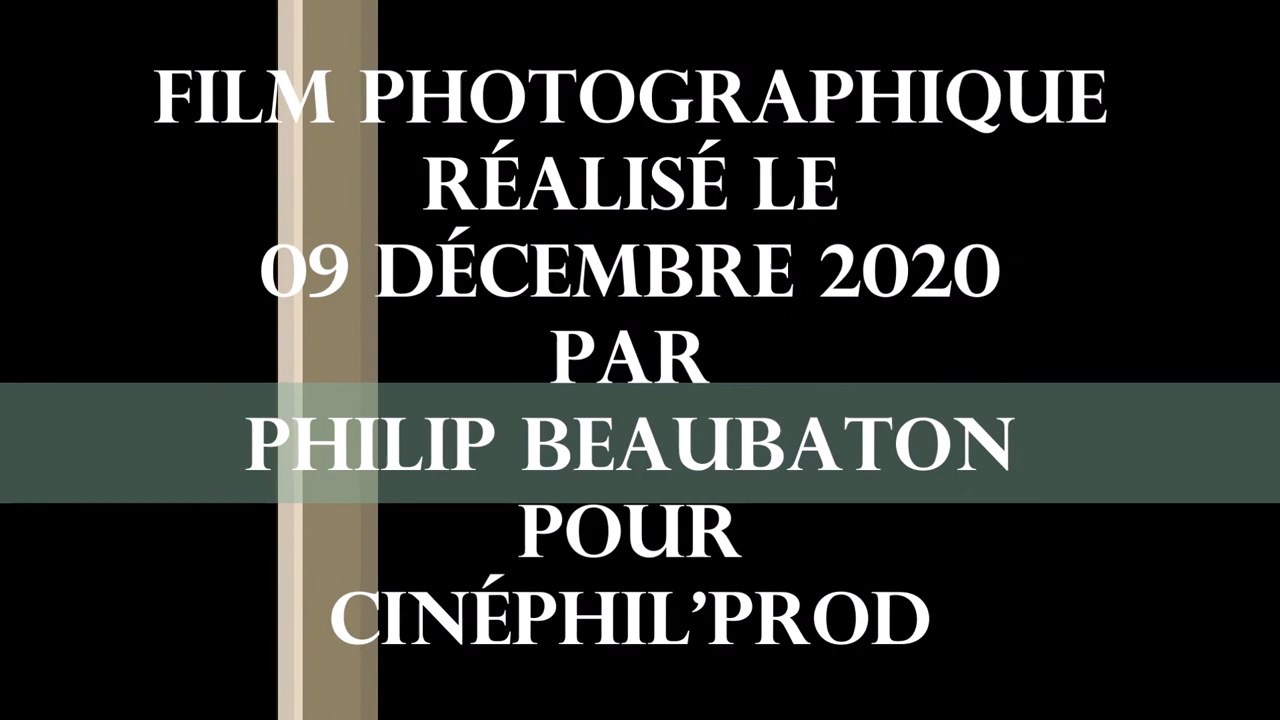 FILM PHOTOGRAPHIQUE
RÉALISÉ LE
09 DÉCEMBRE 2020
PAR
PHILIP BEAUBATON
POUR
CINÉPHIL’PROD